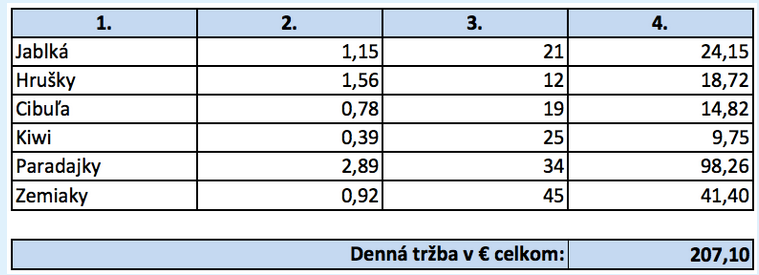 1. 2. 3. 4.
Jablká 1,15 21 24,15
Hrušky 1,56 12 18,72
Cibuľa 0,78 19 14,82
Kiwi 0,39 25 9,75
Paradajky 2,89 34 98,26
Zemiaky 0,92 45 41,40
Denná tržba v € celkom: 207,10